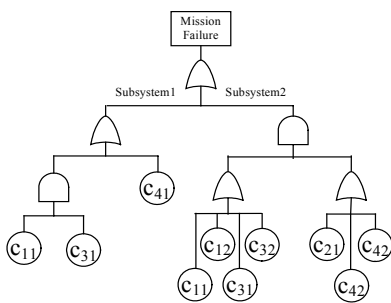 Mission
Failure
Subsystem1 Subsystem2
c41
c11 c31 c12 c32 c21 c42
c11 c31 c42